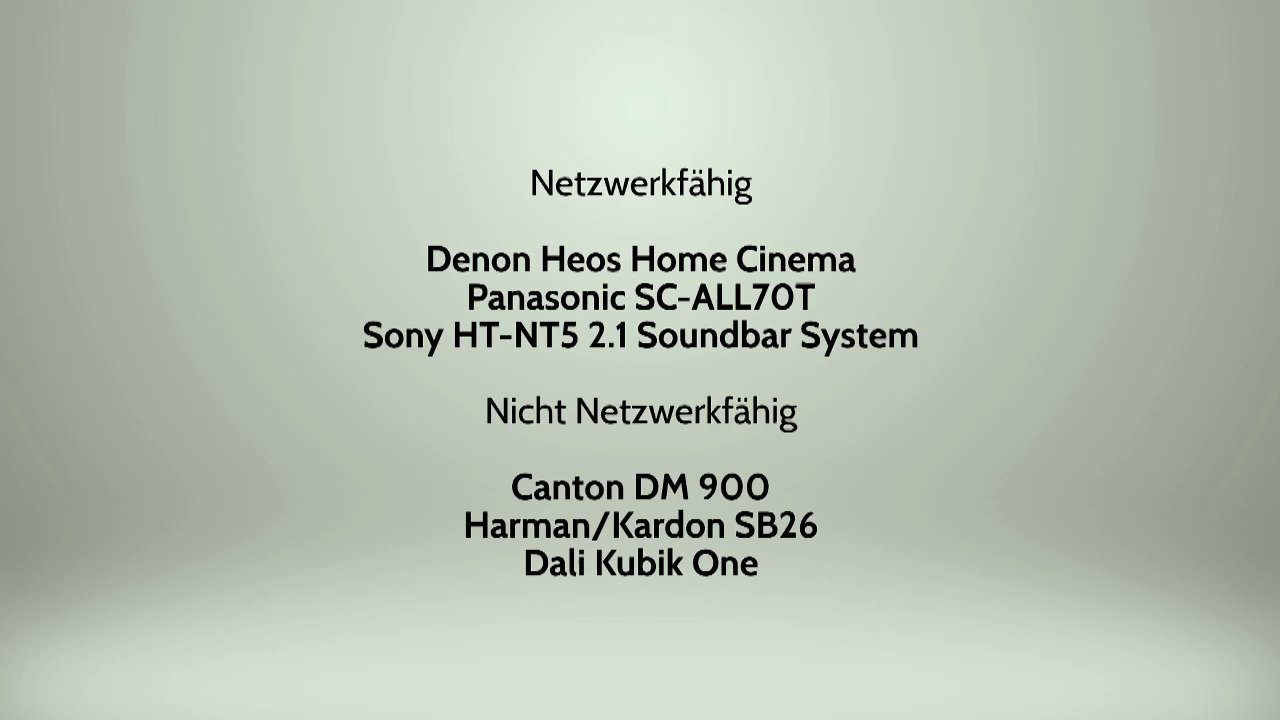 Netzwerkfähig
Denon Heos Home Cinema
Panasonic SC-ALL70T
Sony HT-NT5 2.1 Soundbar System
Nicht Netzwerkfähig
Canton DM 900
Harman/Kardon SB26
Dali Kubik One